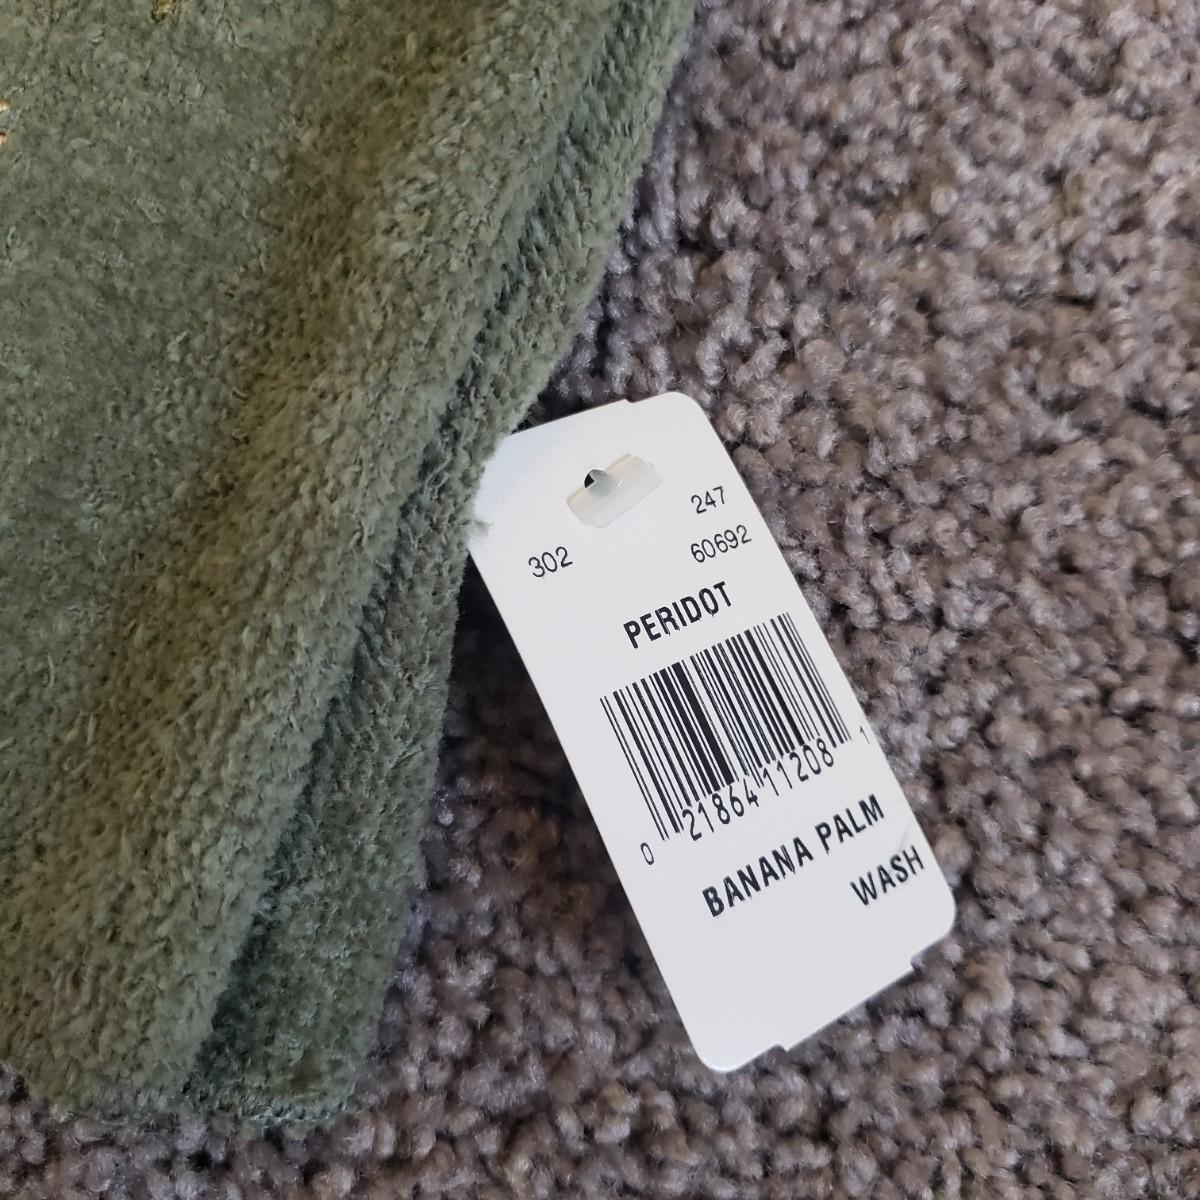 247
302 60692
PERIDOT
0 21864 11208 1
BANANA PALM
WASH